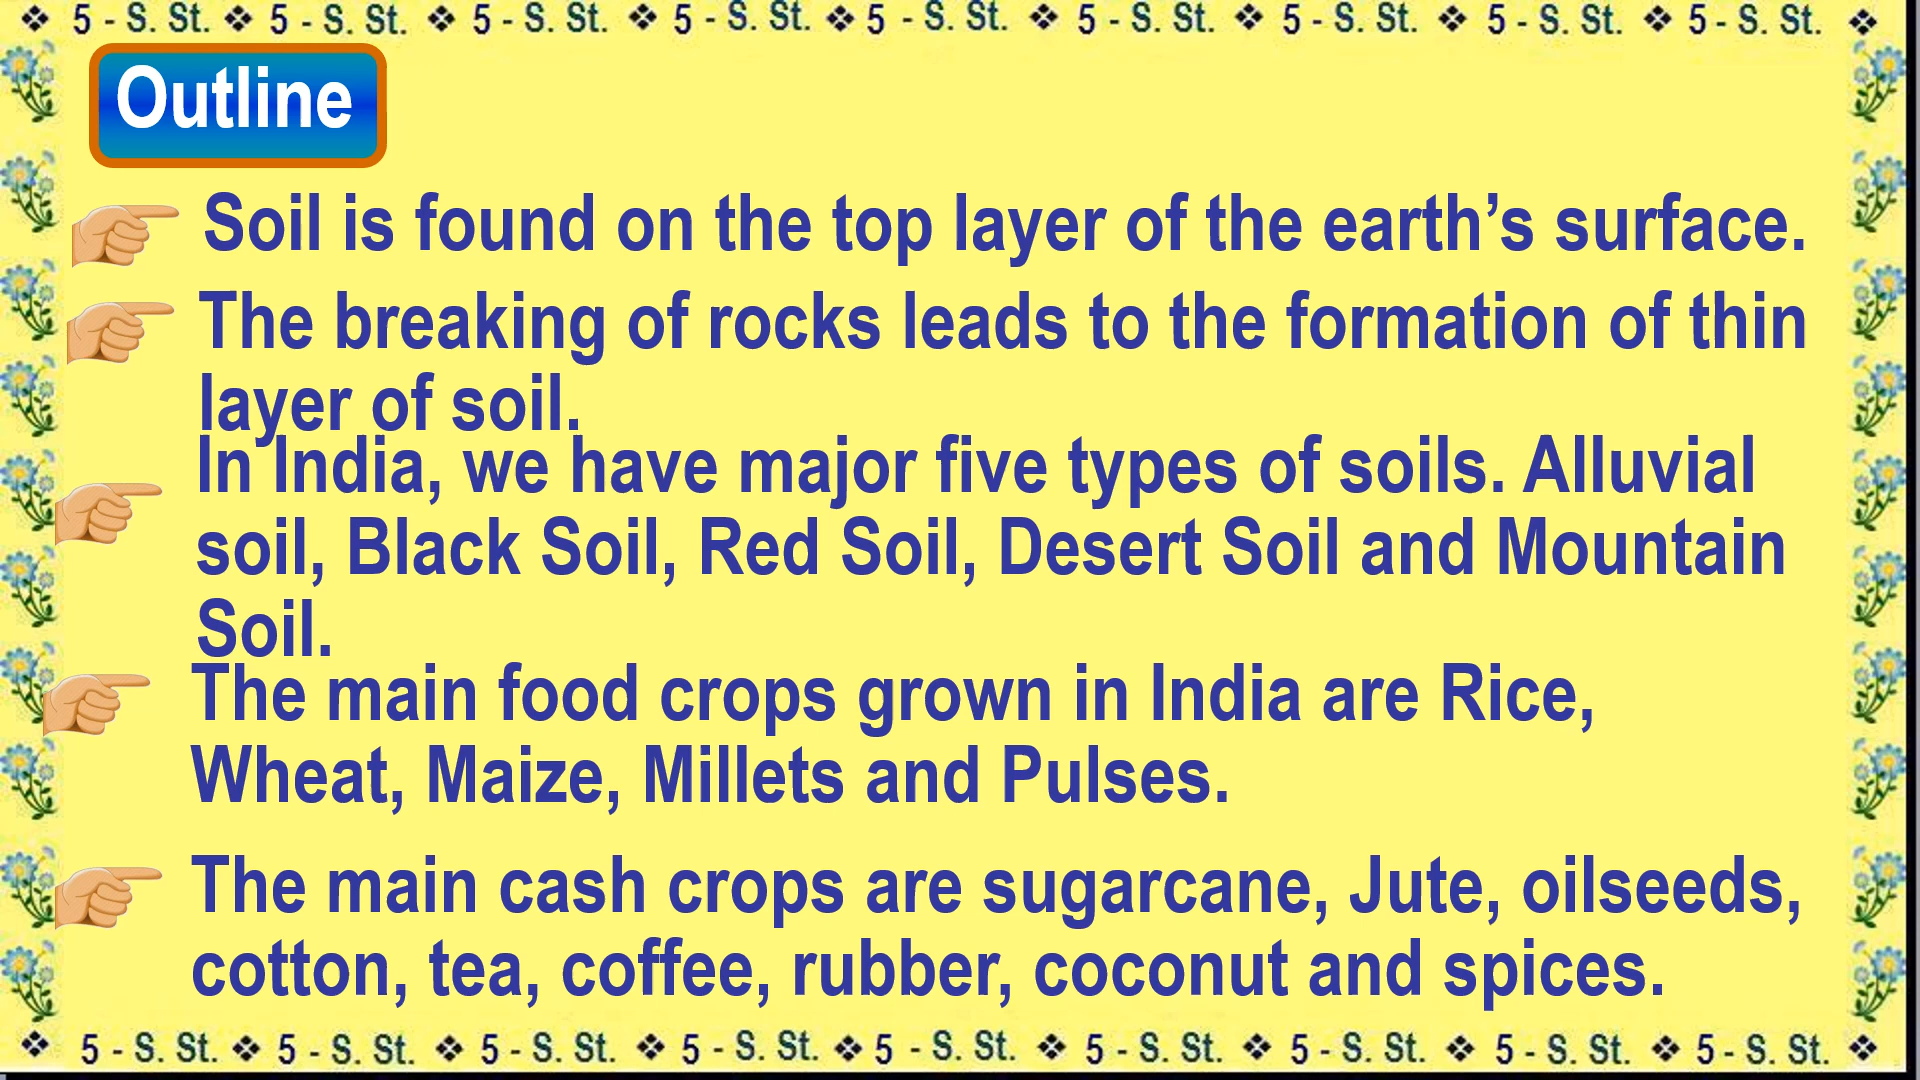 ❖ 5 - S. St. ❖ 5 - S. St. ❖ 5 - S. St. ❖ 5 - S. St. ❖ 5 - S. St. ❖ 5 - S. St. ❖ 5 - S. St. ❖ 5 - S. St. ❖ 5 - S. St. ❖
Outline
Soil is found on the top layer of the earth’s surface.
The breaking of rocks leads to the formation of thin
layer of soil.
In India, we have major five types of soils. Alluvial
soil, Black Soil, Red Soil, Desert Soil and Mountain
Soil.
The main food crops grown in India are Rice,
Wheat, Maize, Millets and Pulses.
The main cash crops are sugarcane, Jute, oilseeds,
cotton, tea, coffee, rubber, coconut and spices.
❖ 5 - S. St. ❖ 5 - S. St. ❖ 5 - S. St. ❖ 5 - S. St. ❖ 5 - S. St. ❖ 5 - S. St. ❖ 5 - S. St. ❖ 5 - S. St. ❖ 5 - S. St. ❖